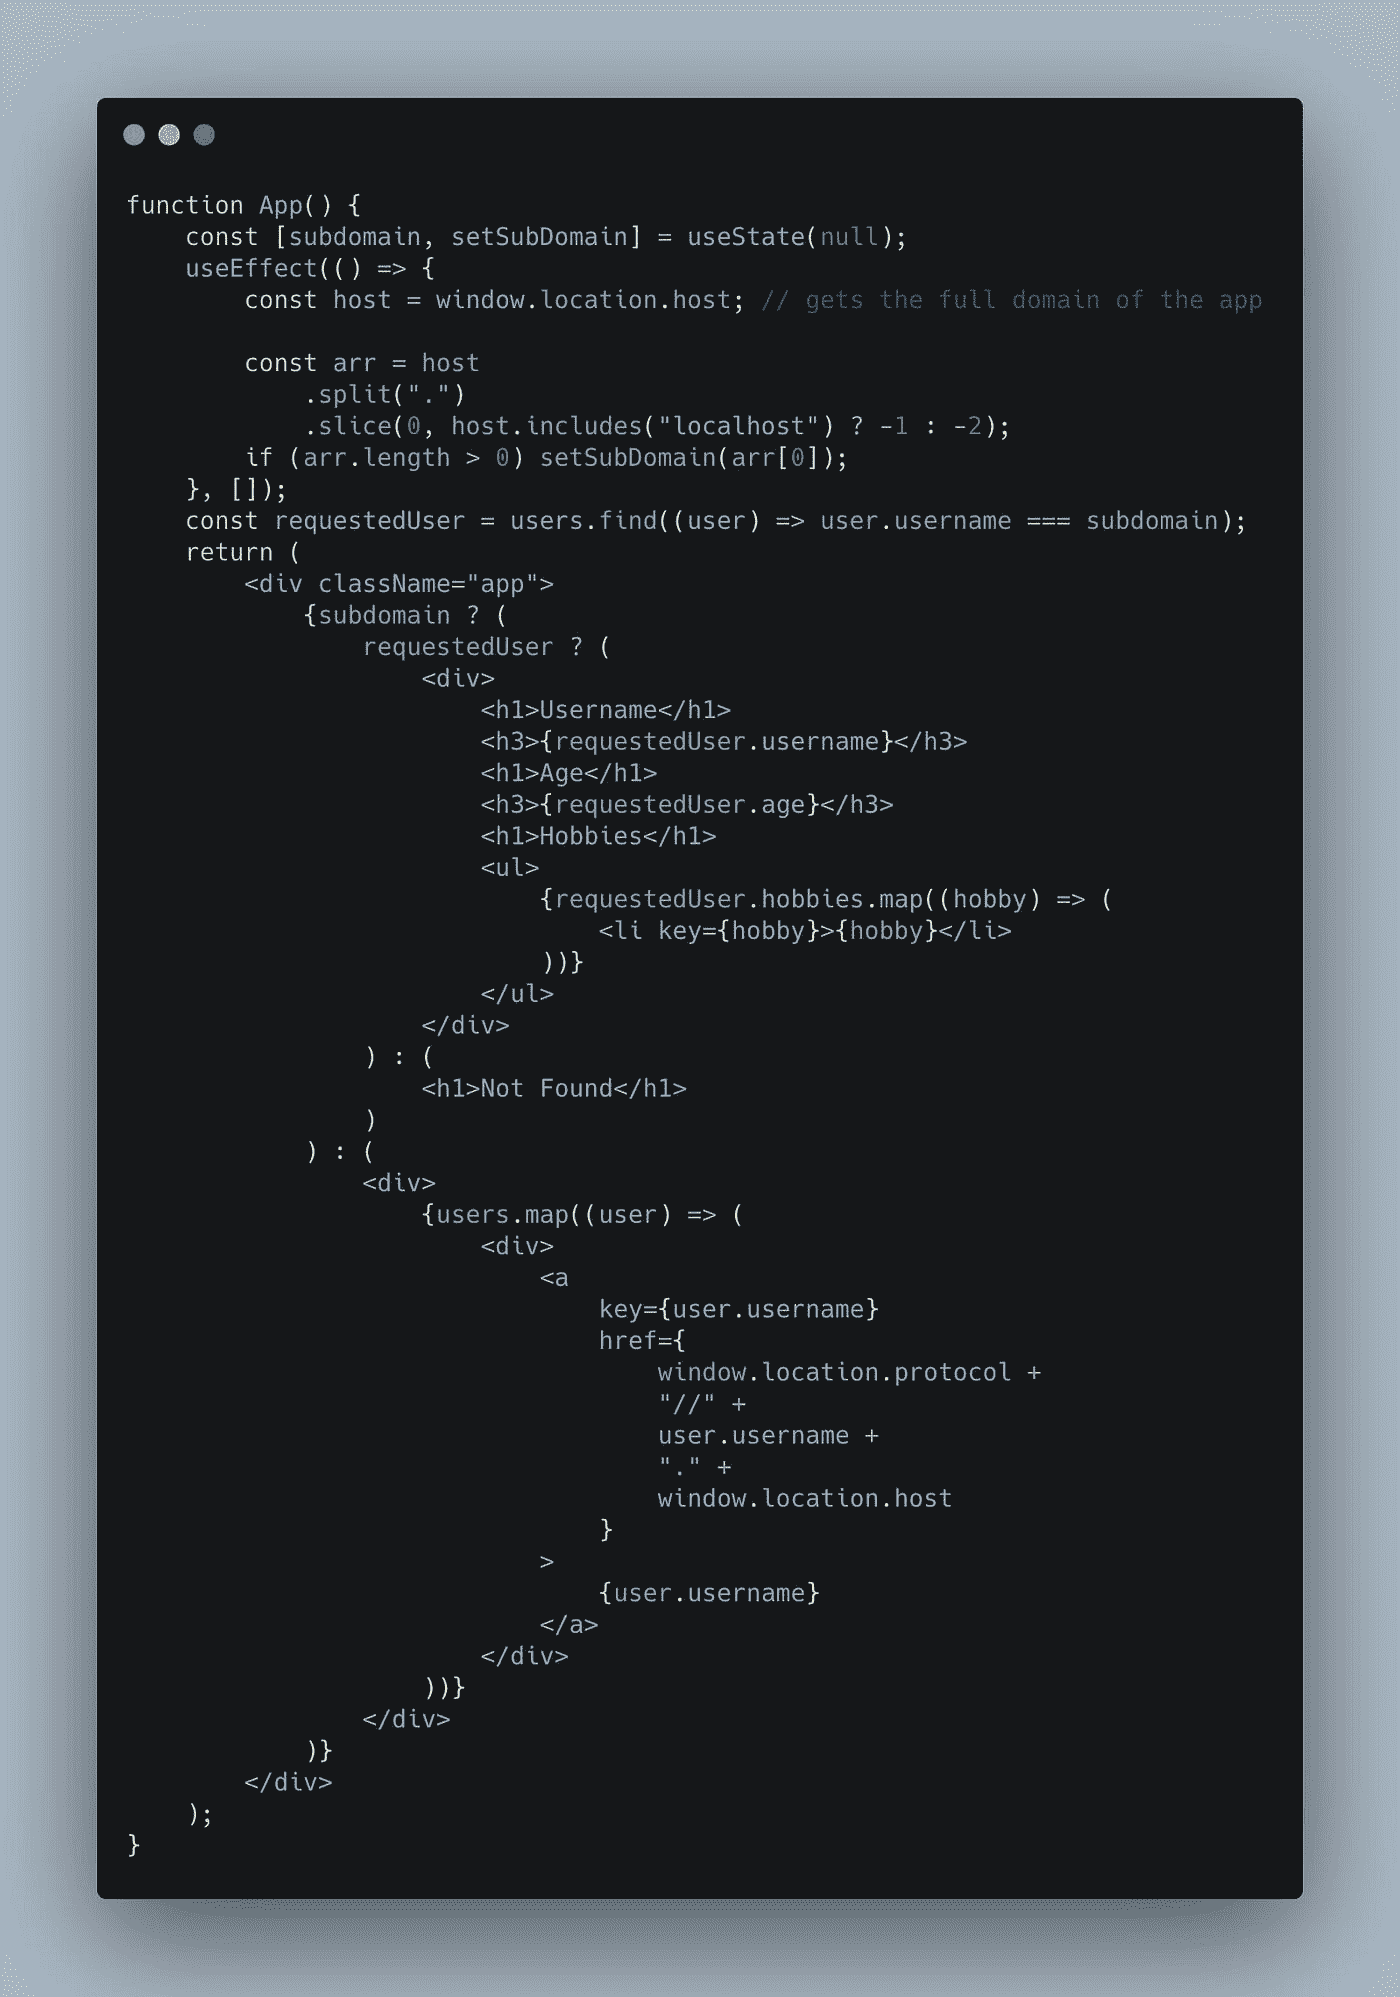 function App() {
    const [subdomain, setSubDomain] = useState(null);
    useEffect(() => {
        const host = window.location.host; // gets the full domain of the app

        const arr = host
            .split(".")
            .slice(0, host.includes("localhost") ? -1 : -2);
        if (arr.length > 0) setSubDomain(arr[0]);
    }, []);
    const requestedUser = users.find((user) => user.username === subdomain);
    return (
        <div className="app">
            {subdomain ? (
                requestedUser ? (
                    <div>
                        <h1>Username</h1>
                        <h3>{requestedUser.username}</h3>
                        <h1>Age</h1>
                        <h3>{requestedUser.age}</h3>
                        <h1>Hobbies</h1>
                        <ul>
                            {requestedUser.hobbies.map((hobby) => (
                                <li key={hobby}>{hobby}</li>
                            ))}
                        </ul>
                    </div>
                ) : (
                    <h1>Not Found</h1>
                )
            ) : (
                <div>
                    {users.map((user) => (
                        <div>
                            <a
                                key={user.username}
                                href={
                                    window.location.protocol +
                                    "//" +
                                    user.username +
                                    "." +
                                    window.location.host
                                }
                            >
                                {user.username}
                            </a>
                        </div>
                    ))}
                </div>
            )}
        </div>
    );
}